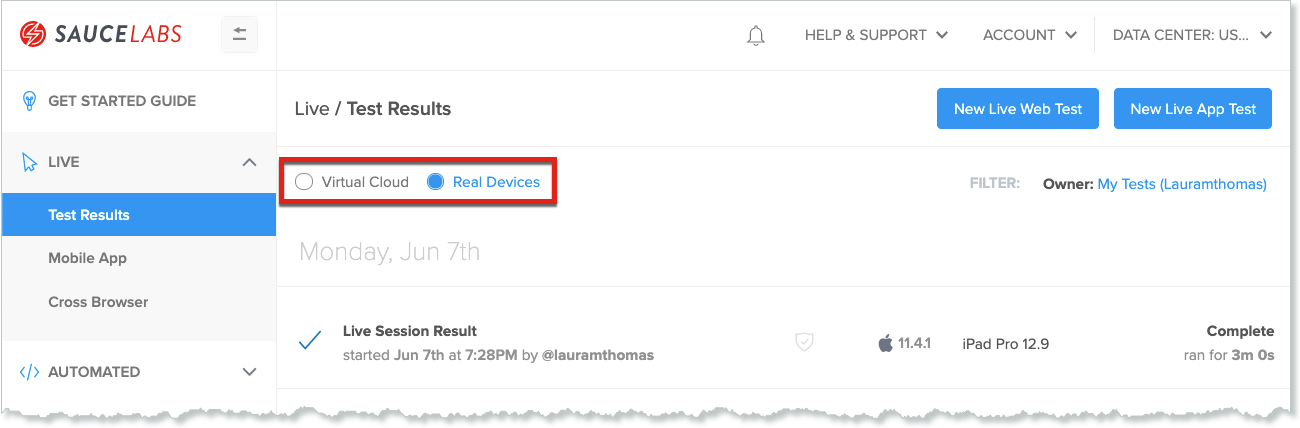 SAUCELABS
HELP & SUPPORT
ACCOUNT
DATA CENTER: US...
GET STARTED GUIDE
Live / Test Results
New Live Web Test
New Live App Test
LIVE
Virtual Cloud
Real Devices
FILTER:
Owner: My Tests (Lauramthomas)
Test Results
Mobile App
Cross Browser
Monday, Jun 7th
Live Session Result
started Jun 7th at 7:28PM by @lauramthomas
11.4.1
iPad Pro 12.9
Complete
ran for 3m 0s
AUTOMATED